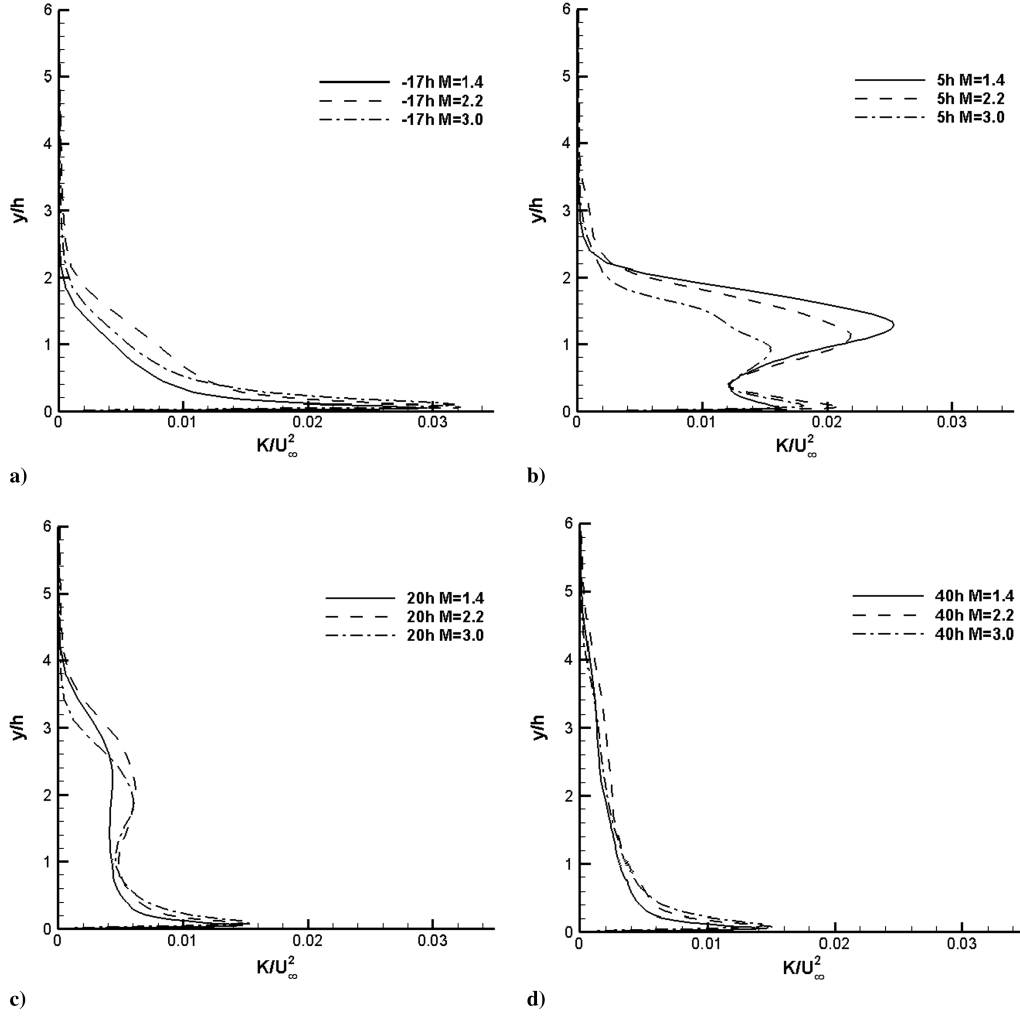 6
5
4
3
2
1
0
y/h
0
0.01
0.02
0.03
K/U²∞
-17h M=1.4
-17h M=2.2
-17h M=3.0
a)
6
5
4
3
2
1
0
y/h
0
0.01
0.02
0.03
K/U²∞
5h M=1.4
5h M=2.2
5h M=3.0
b)
6
5
4
3
2
1
0
y/h
0
0.01
0.02
0.03
K/U²∞
20h M=1.4
20h M=2.2
20h M=3.0
c)
6
5
4
3
2
1
0
y/h
0
0.01
0.02
0.03
K/U²∞
40h M=1.4
40h M=2.2
40h M=3.0
d)